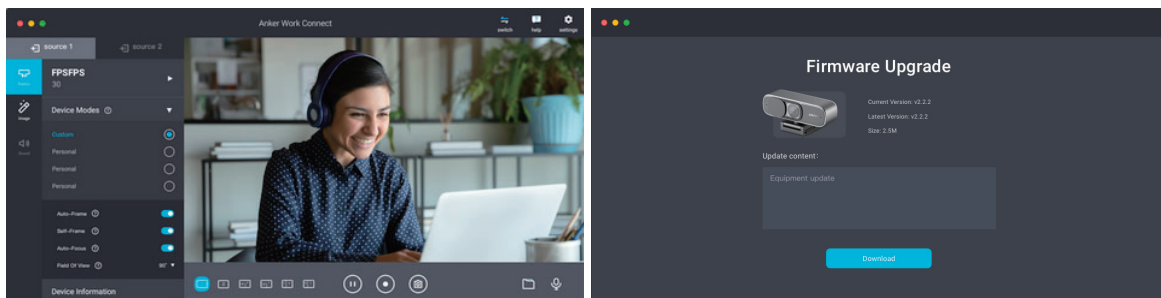 Anker Work Connect
switch
help
settings
source 1
source 2
FPSFPS
30
Device Modes
Image
Custom
Personal
Personal
Personal
Auto-Frame
Self-Frame
Auto-Focus
Field Of View
90°
Device Information
Firmware Upgrade
Current Version: v2.2.2
Latest Version: v2.2.2
Size: 2.5M
Update content:
Equipment update
Download